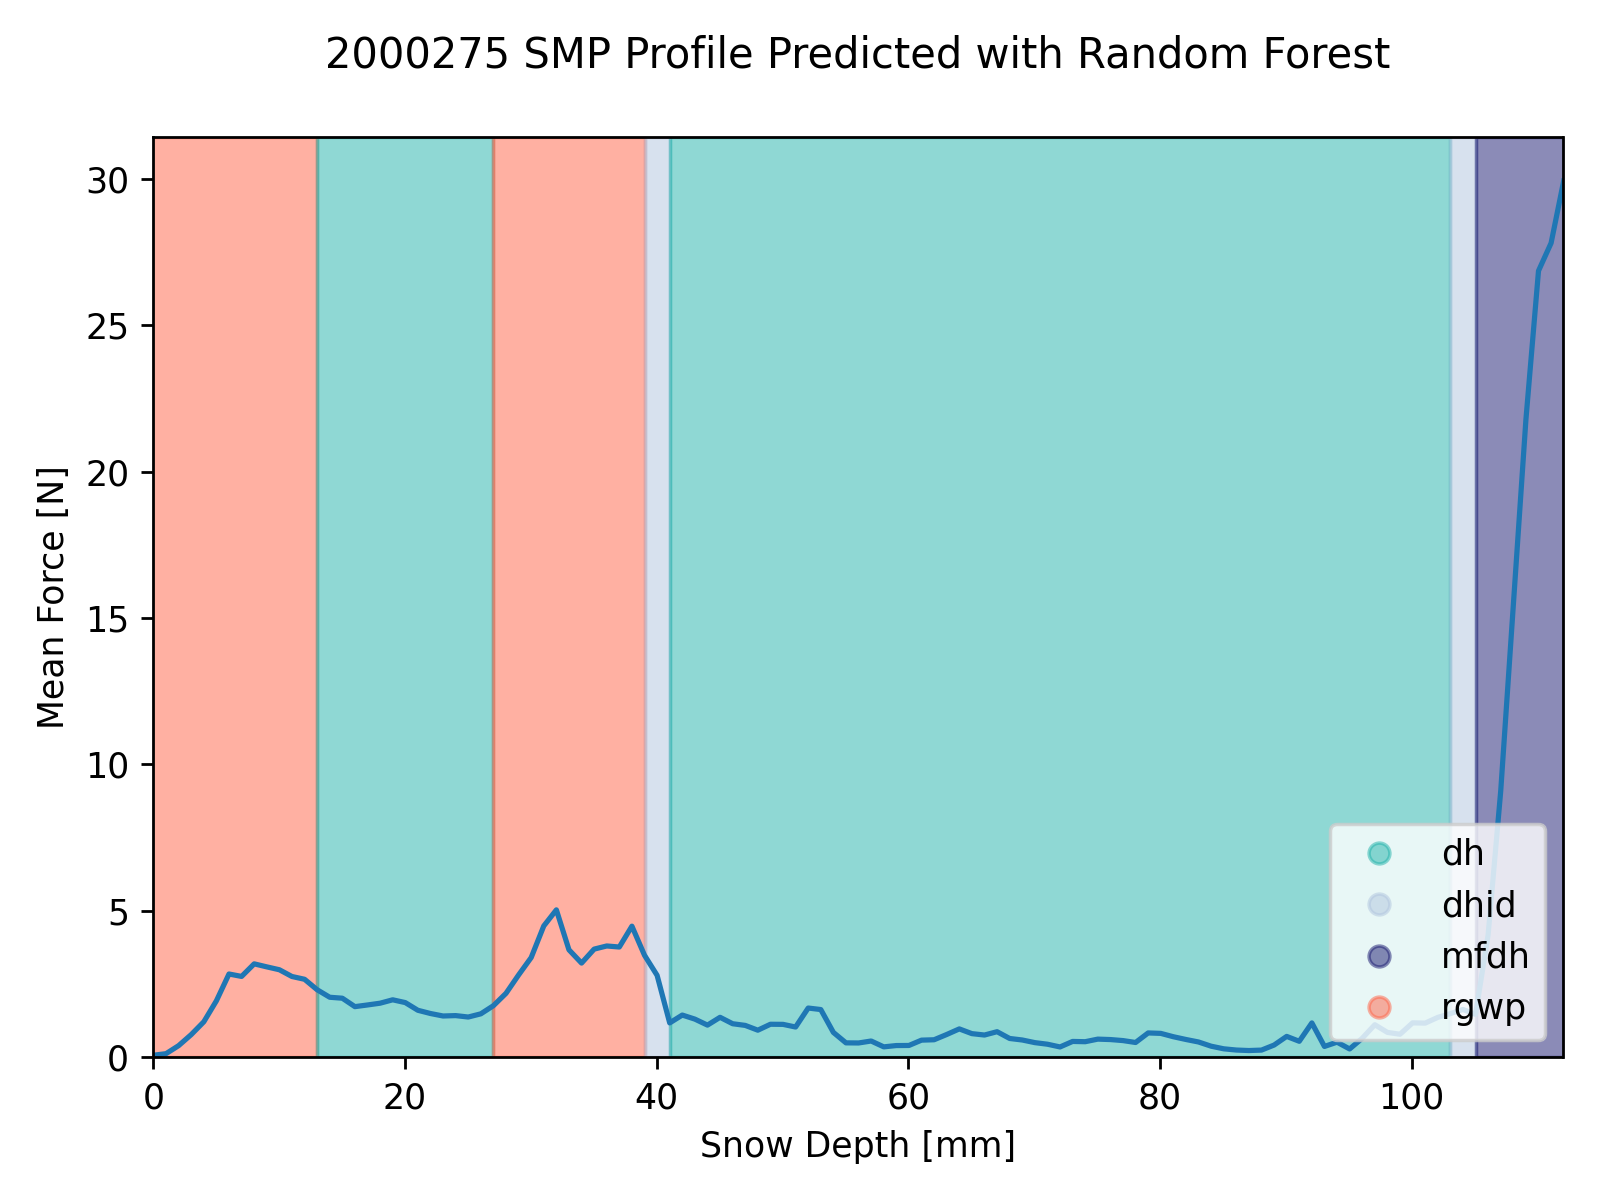 2000275 SMP Profile Predicted with Random Forest
30
25
20
15
10
5
0
Mean Force [N]
dh
dhid
mfdh
rgwp
0 20 40 60 80 100
Snow Depth [mm]